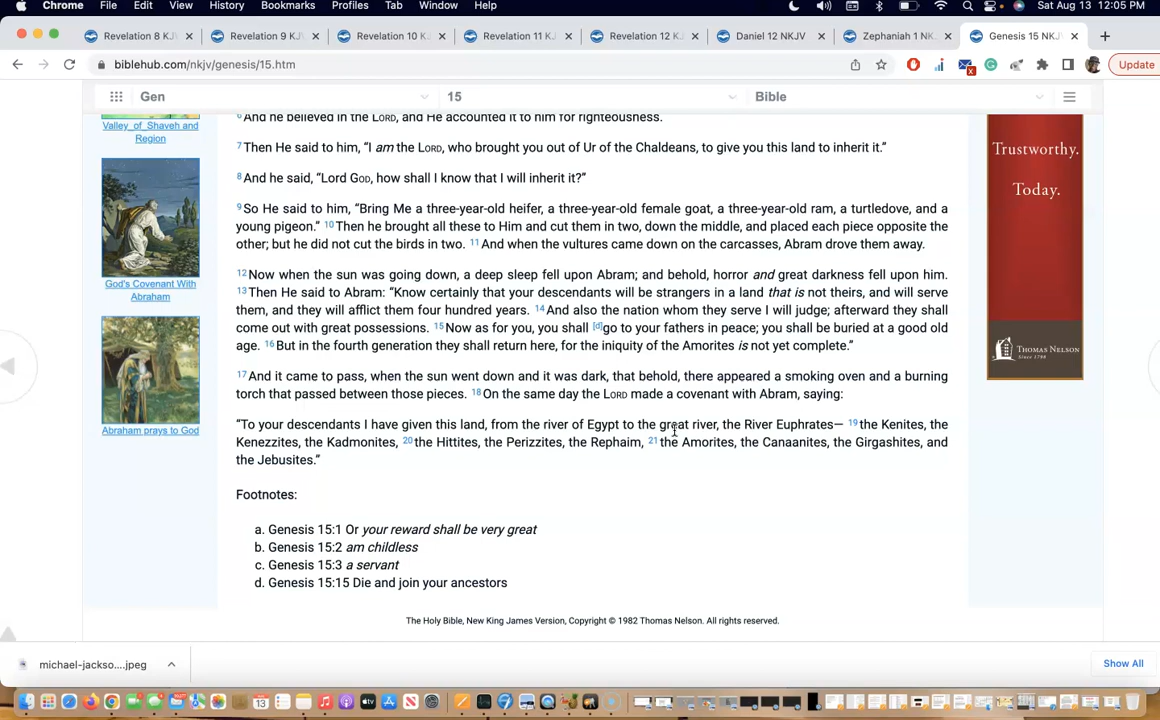 Chrome File Edit View History Bookmarks Profiles Tab Window Help Sat Aug 13 12:05 PM
Revelation 8 KJV Revelation 9 KJV Revelation 10 KJ Revelation 11 KJ Revelation 12 KJ Daniel 12 NKJV Zephaniah 1 NK Genesis 15 NKJ
biblehub.com/nkjv/genesis/15.htm Update
Gen 15 Bible
Valley_of_Shaveh and
Region
God's Covenant With
Abraham
Abraham prays to God
6 And he believed in the LORD, and He accounted it to him for righteousness.
7 Then He said to him, “I am the LORD, who brought you out of Ur of the Chaldeans, to give you this land to inherit it.”
8 And he said, “Lord GOD, how shall I know that I will inherit it?”
9 So He said to him, “Bring Me a three-year-old heifer, a three-year-old female goat, a three-year-old ram, a turtledove, and a
young pigeon.” 10 Then he brought all these to Him and cut them in two, down the middle, and placed each piece opposite the
other; but he did not cut the birds in two. 11 And when the vultures came down on the carcasses, Abram drove them away.
12 Now when the sun was going down, a deep sleep fell upon Abram; and behold, horror and great darkness fell upon him.
13 Then He said to Abram: “Know certainly that your descendants will be strangers in a land that is not theirs, and will serve
them, and they will afflict them four hundred years. 14 And also the nation whom they serve I will judge; afterward they shall
come out with great possessions. 15 Now as for you, you shall [d]go to your fathers in peace; you shall be buried at a good old
age. 16 But in the fourth generation they shall return here, for the iniquity of the Amorites is not yet complete.”
17 And it came to pass, when the sun went down and it was dark, that behold, there appeared a smoking oven and a burning
torch that passed between those pieces. 18 On the same day the LORD made a covenant with Abram, saying:
“To your descendants I have given this land, from the river of Egypt to the great river, the River Euphrates— 19 the Kenites, the
Kenezzites, the Kadmonites, 20 the Hittites, the Perizzites, the Rephaim, 21 the Amorites, the Canaanites, the Girgashites, and
the Jebusites.”
Footnotes:
a. Genesis 15:1 Or your reward shall be very great
b. Genesis 15:2 am childless
c. Genesis 15:3 a servant
d. Genesis 15:15 Die and join your ancestors
The Holy Bible, New King James Version, Copyright © 1982 Thomas Nelson. All rights reserved.
Trustworthy.
Today.
THOMAS NELSON
Since 1798
michael-jackso....jpeg Show All